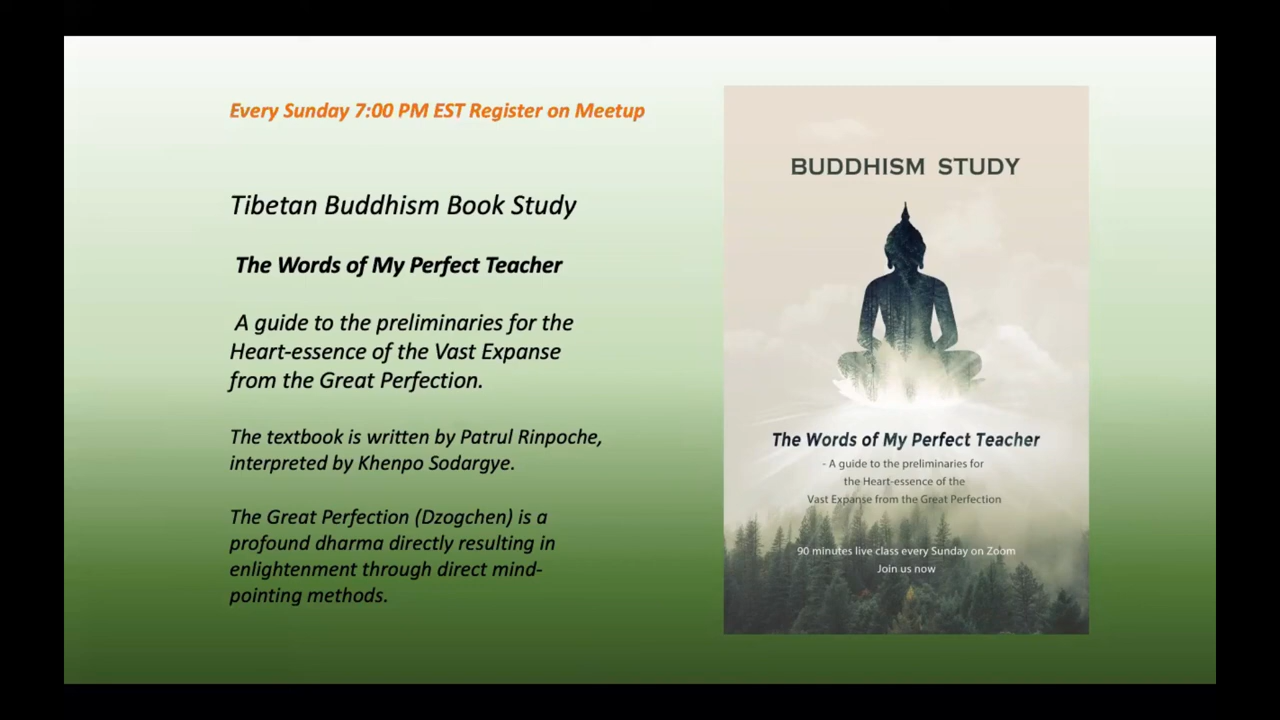 Every Sunday 7:00 PM EST Register on Meetup
Tibetan Buddhism Book Study
The Words of My Perfect Teacher
A guide to the preliminaries for the
Heart-essence of the Vast Expanse
from the Great Perfection.
The textbook is written by Patrul Rinpoche,
interpreted by Khenpo Sodargye.
The Great Perfection (Dzogchen) is a
profound dharma directly resulting in
enlightenment through direct mind-
pointing methods.
BUDDHISM STUDY
The Words of My Perfect Teacher
- A guide to the preliminaries for
the Heart-essence of the
Vast Expanse from the Great Perfection
90 minutes live class every Sunday on Zoom
Join us now